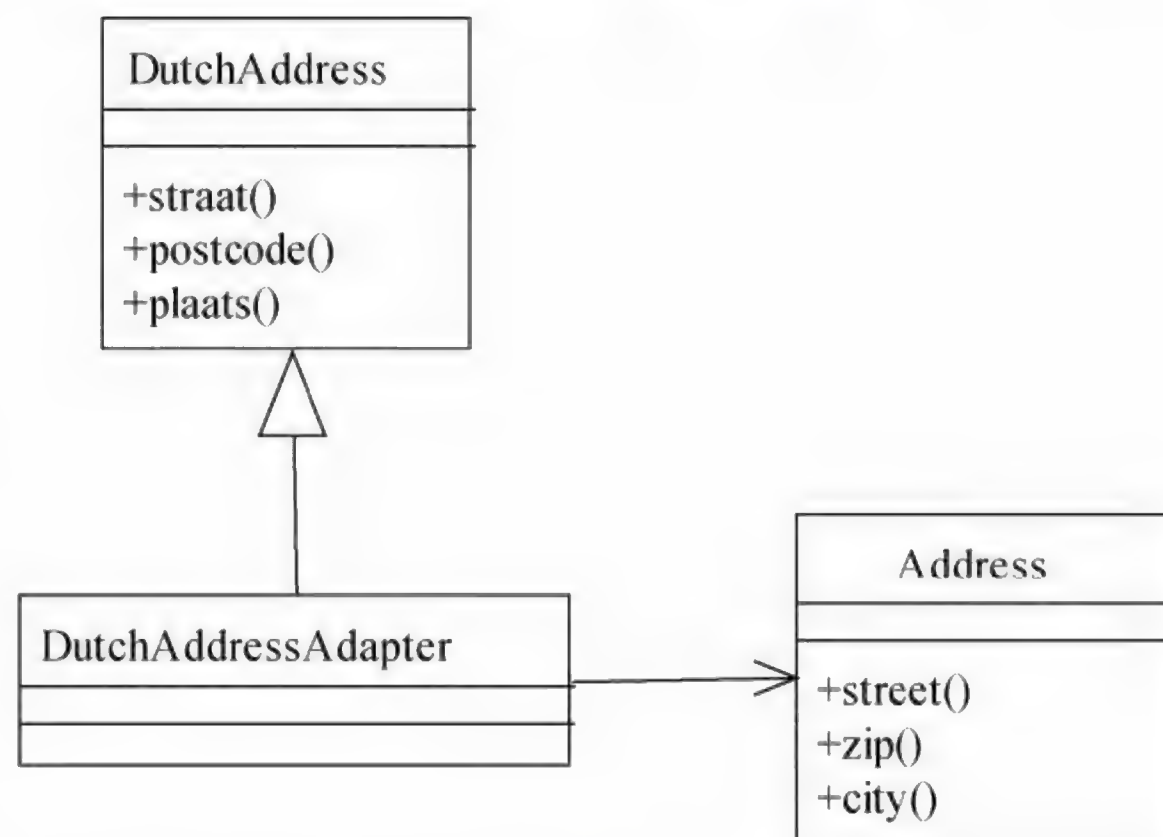 DutchAddress
+straat()
+postcode()
+plaats()
DutchAddressAdapter
Address
+street()
+zip()
+city()